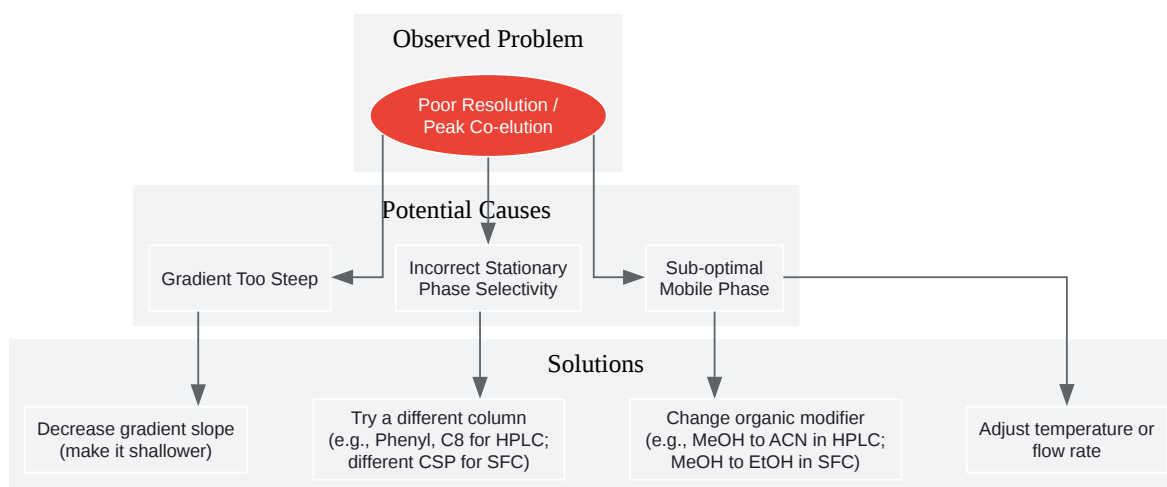 Observed Problem
Poor Resolution /
Peak Co-elution
Potential Causes
Gradient Too Steep
Incorrect Stationary
Phase Selectivity
Sub-optimal
Mobile Phase
Solutions
Decrease gradient slope
(make it shallower)
Try a different column
(e.g., Phenyl, C8 for HPLC;
different CSP for SFC)
Change organic modifier
(e.g., MeOH to ACN in HPLC;
MeOH to EtOH in SFC)
Adjust temperature or
flow rate